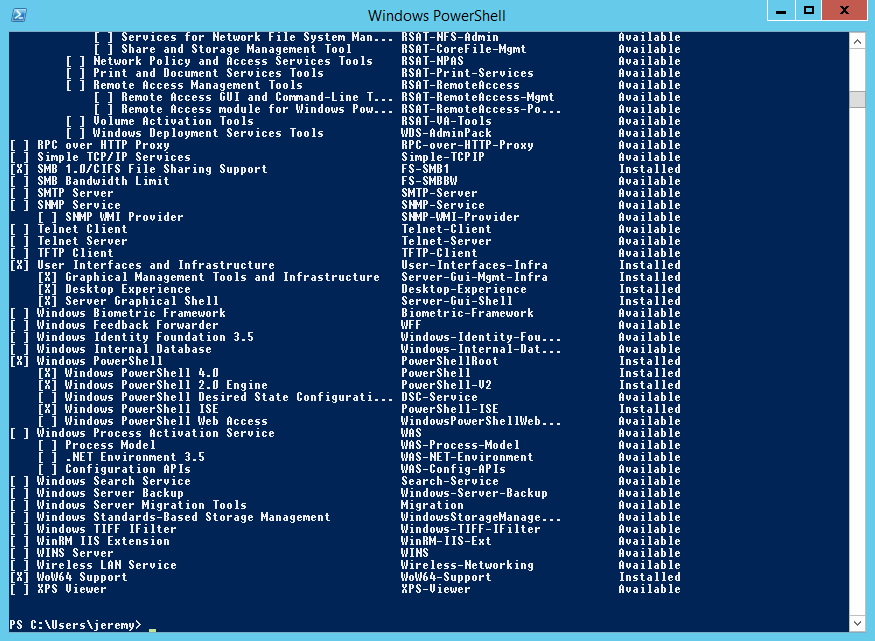 Windows PowerShell
[ ] Services for Network File System Man... RSAT-NFS-Admin Available
[ ] Share and Storage Management Tool RSAT-CoreFile-Mgmt Available
[ ] Network Policy and Access Services Tools RSAT-NPAS Available
[ ] Print and Document Services Tools RSAT-Print-Services Available
[ ] Remote Access Management Tools RSAT-RemoteAccess Available
[ ] Remote Access GUI and Command-Line T... RSAT-RemoteAccess-Mgmt Available
[ ] Remote Access module for Windows Pow... RSAT-RemoteAccess-Po... Available
[ ] Volume Activation Tools RSAT-VA-Tools Available
[ ] Windows Deployment Services Tools WDS-AdminPack Available
[ ] RPC over HTTP Proxy RPC-over-HTTP-Proxy Available
[ ] Simple TCP/IP Services Simple-TCPIP Available
[X] SMB 1.0/CIFS File Sharing Support FS-SMB1 Installed
[ ] SMB Bandwidth Limit FS-SMBBW Available
[ ] SMTP Server SMTP-Server Available
[ ] SNMP Service SNMP-Service Available
[ ] SNMP WMI Provider SNMP-WMI-Provider Available
[ ] Telnet Client Telnet-Client Available
[ ] Telnet Server Telnet-Server Available
[ ] TFTP Client TFTP-Client Available
[X] User Interfaces and Infrastructure User-Interfaces-Infra Installed
[X] Graphical Management Tools and Infrastructure Server-Gui-Mgmt-Infra Installed
[X] Desktop Experience Desktop-Experience Installed
[X] Server Graphical Shell Server-Gui-Shell Installed
[ ] Windows Biometric Framework Biometric-Framework Available
[ ] Windows Feedback Forwarder WFF Available
[ ] Windows Identity Foundation 3.5 Windows-Identity-Fou... Available
[ ] Windows Internal Database Windows-Internal-Dat... Available
[X] Windows PowerShell PowerShellRoot Installed
[X] Windows PowerShell 4.0 PowerShell Installed
[X] Windows PowerShell 2.0 Engine PowerShell-V2 Installed
[ ] Windows PowerShell Desired State Configurati... DSC-Service Available
[X] Windows PowerShell ISE PowerShell-ISE Installed
[ ] Windows PowerShell Web Access WindowsPowerShellWeb... Available
[ ] Windows Process Activation Service WAS Available
[ ] Process Model WAS-Process-Model Available
[ ] .NET Environment 3.5 WAS-NET-Environment Available
[ ] Configuration APIs WAS-Config-APIs Available
[ ] Windows Search Service Search-Service Available
[ ] Windows Server Backup Windows-Server-Backup Available
[ ] Windows Server Migration Tools Migration Available
[ ] Windows Standards-Based Storage Management WindowsStorageManage... Available
[ ] Windows TIFF IFilter Windows-TIFF-IFilter Available
[ ] WinRM IIS Extension WinRM-IIS-Ext Available
[ ] WINS Server WINS Available
[ ] Wireless LAN Service Wireless-Networking Available
[X] WoW64 Support WoW64-Support Installed
[ ] XPS Viewer XPS-Viewer Available
PS C:\Users\jeremy> _